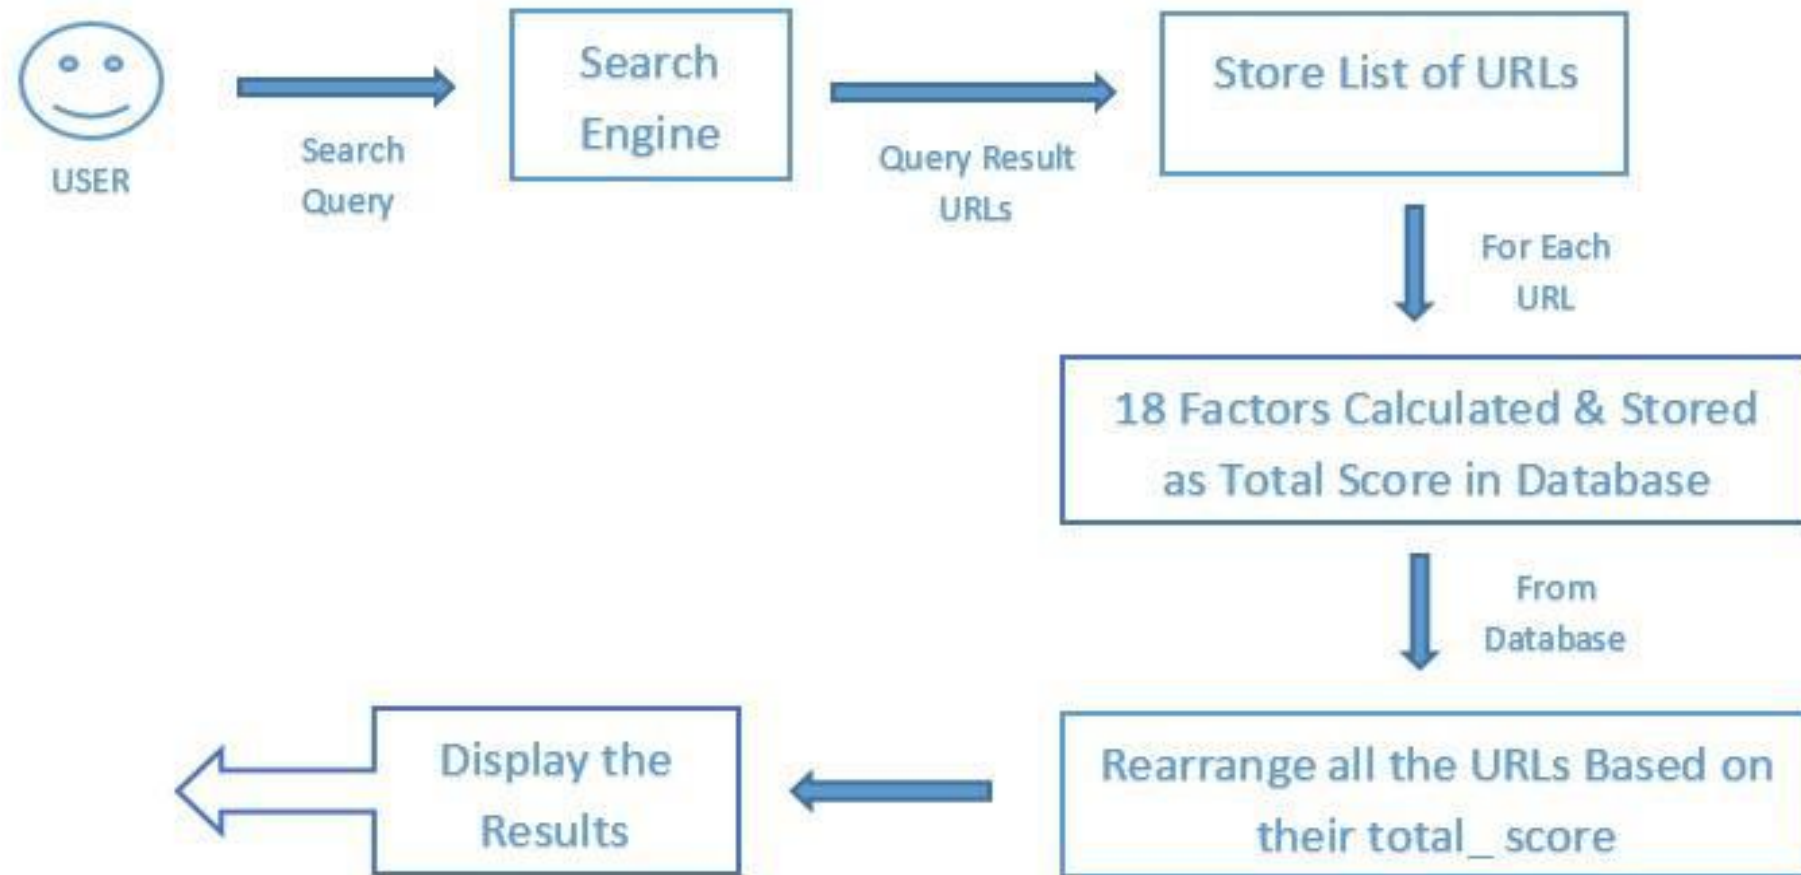 USER
Search
Query
Search
Engine
Query Result
URLs
Store List of URLs
For Each
URL
18 Factors Calculated & Stored
as Total Score in Database
From
Database
Rearrange all the URLs Based on
their total_ score
Display the
Results